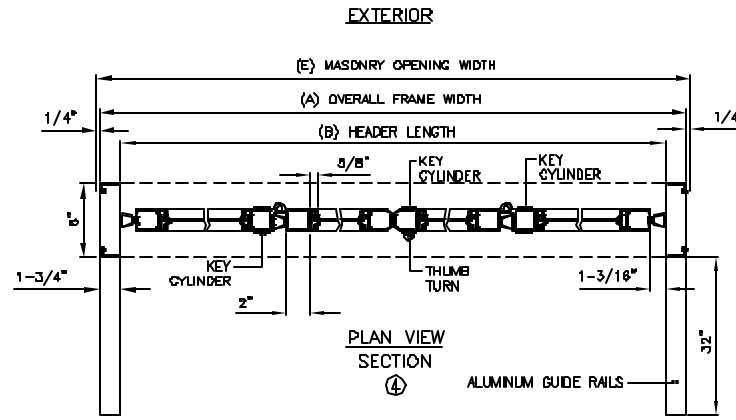 EXTERIOR
(E) MASONRY OPENING WIDTH
(A) OVERALL FRAME WIDTH
1/4"
1/4
(B) HEADER LENGTH
5/8"
KEY
CYLINDER
KEY
CYLINDER
6"
KEY
CYLINDER
THUMB
TURN
1-3/4"
1-3/16"
2"
32"
PLAN VIEW
SECTION
4
ALUMINUM GUIDE RAILS